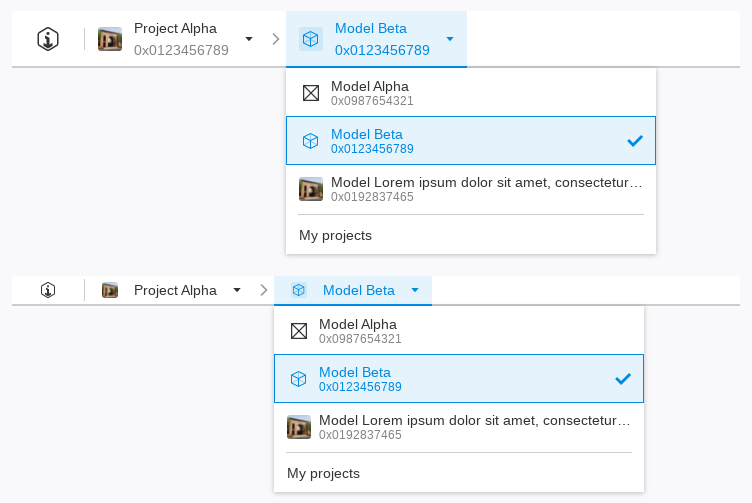 Project Alpha
0x0123456789
Model Beta
0x0123456789
Model Alpha
0x0987654321
Model Beta
0x0123456789
Model Lorem ipsum dolor sit amet, consectetur…
0x0192837465
My projects
Project Alpha
Model Beta
Model Alpha
0x0987654321
Model Beta
0x0123456789
Model Lorem ipsum dolor sit amet, consectetur…
0x0192837465
My projects